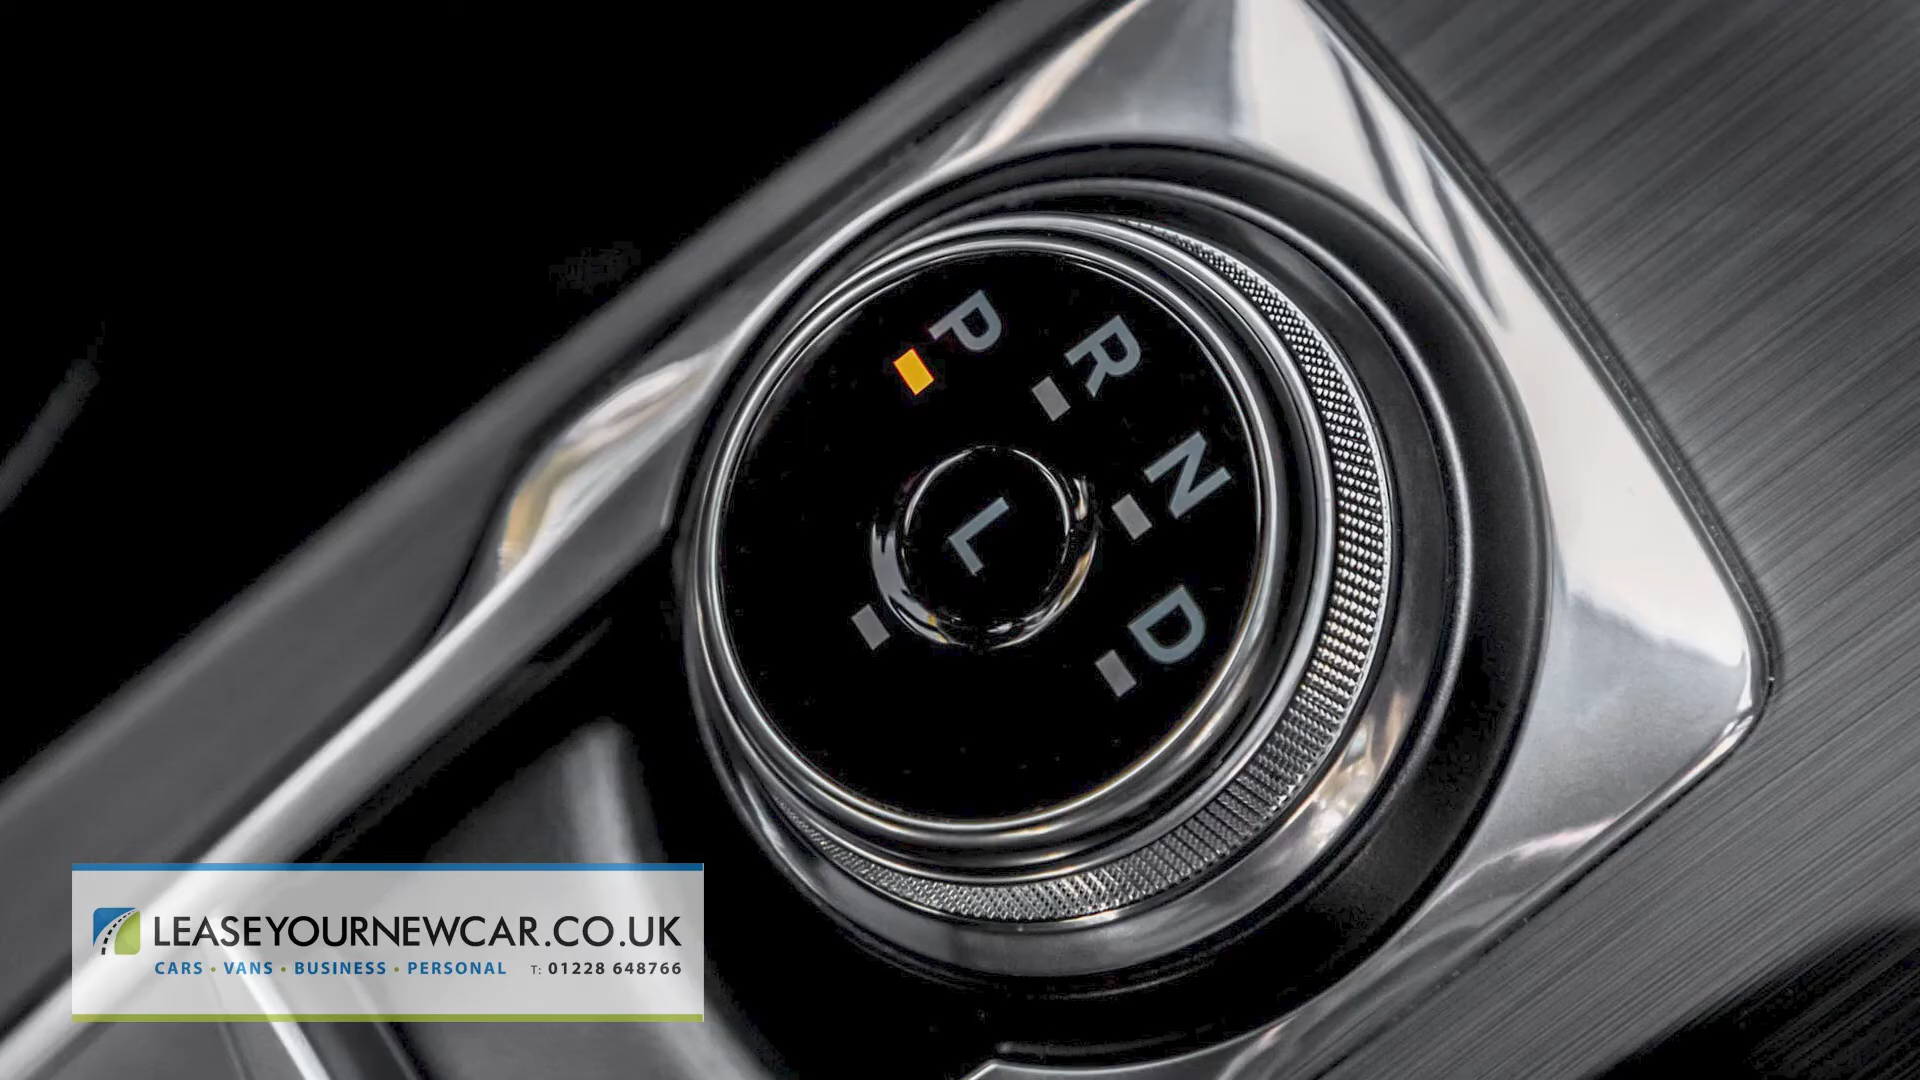 P
R
N
D
L
LEASEYOURNEWCAR.CO.UK
CARS • VANS • BUSINESS • PERSONAL T: 01228 648766